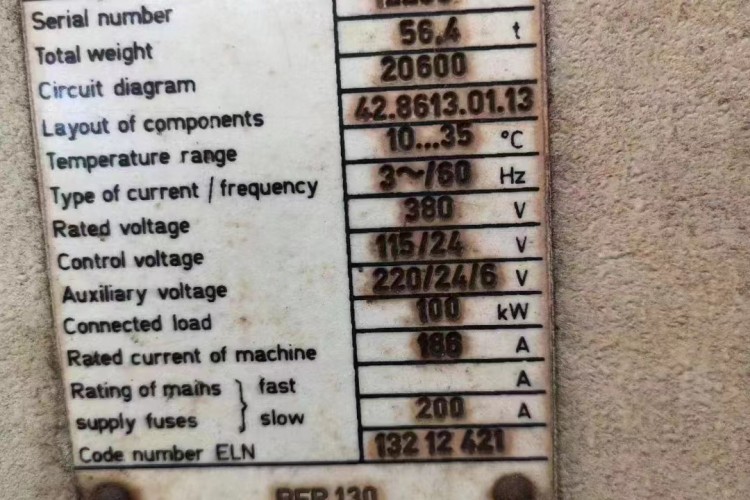 Serial number
Total weight 56.4 t
Circuit diagram 20600
Layout of components 42.8613.01.13
Temperature range 10...35 °C
Type of current / frequency 3~/60 Hz
Rated voltage 380 V
Control voltage 115/24 V
Auxiliary voltage 220/24/6 V
Connected load 100 kW
Rated current of machine 186 A
Rating of mains } fast A
supply fuses } slow 200 A
Code number ELN 132 12 421
130